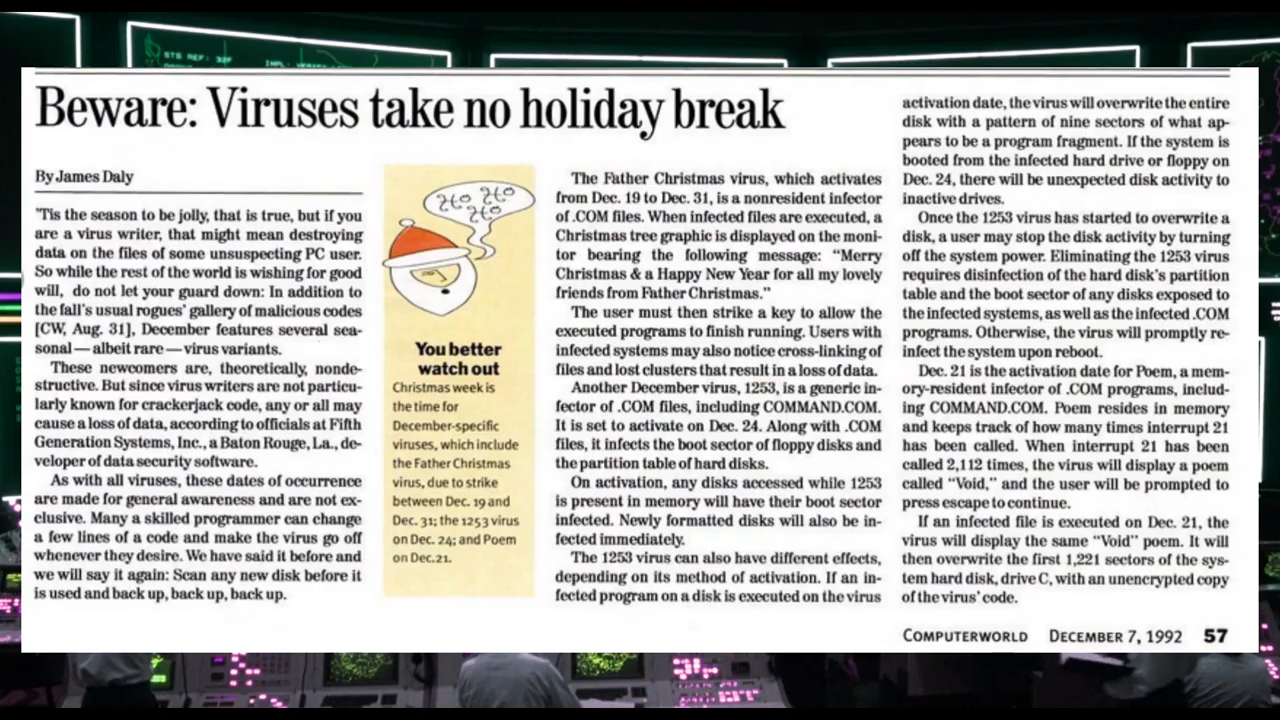 STS REF: 32F
IMPL:
Beware: Viruses take no holiday break
By James Daly
'Tis the season to be jolly, that is true, but if you
are a virus writer, that might mean destroying
data on the files of some unsuspecting PC user.
So while the rest of the world is wishing for good
will, do not let your guard down: In addition to
the fall's usual rogues' gallery of malicious codes
[CW, Aug. 31], December features several sea-
sonal — albeit rare — virus variants.
These newcomers are, theoretically, nonde-
structive. But since virus writers are not particu-
larly known for crackerjack code, any or all may
cause a loss of data, according to officials at Fifth
Generation Systems, Inc., a Baton Rouge, La., de-
veloper of data security software.
As with all viruses, these dates of occurrence
are made for general awareness and are not ex-
clusive. Many a skilled programmer can change
a few lines of a code and make the virus go off
whenever they desire. We have said it before and
we will say it again: Scan any new disk before it
is used and back up, back up, back up.
You better
watch out
Christmas week is
the time for
December-specific
viruses, which include
the Father Christmas
virus, due to strike
between Dec. 19 and
Dec. 31; the 1253 virus
on Dec. 24; and Poem
on Dec.21.
The Father Christmas virus, which activates
from Dec. 19 to Dec. 31, is a nonresident infector
of .COM files. When infected files are executed, a
Christmas tree graphic is displayed on the moni-
tor bearing the following message: "Merry
Christmas & a Happy New Year for all my lovely
friends from Father Christmas."
The user must then strike a key to allow the
executed programs to finish running. Users with
infected systems may also notice cross-linking of
files and lost clusters that result in a loss of data.
Another December virus, 1253, is a generic in-
fector of .COM files, including COMMAND.COM.
It is set to activate on Dec. 24. Along with .COM
files, it infects the boot sector of floppy disks and
the partition table of hard disks.
On activation, any disks accessed while 1253
is present in memory will have their boot sector
infected. Newly formatted disks will also be in-
fected immediately.
The 1253 virus can also have different effects,
depending on its method of activation. If an in-
fected program on a disk is executed on the virus
activation date, the virus will overwrite the entire
disk with a pattern of nine sectors of what ap-
pears to be a program fragment. If the system is
booted from the infected hard drive or floppy on
Dec. 24, there will be unexpected disk activity to
inactive drives.
Once the 1253 virus has started to overwrite a
disk, a user may stop the disk activity by turning
off the system power. Eliminating the 1253 virus
requires disinfection of the hard disk's partition
table and the boot sector of any disks exposed to
the infected systems, as well as the infected .COM
programs. Otherwise, the virus will promptly re-
infect the system upon reboot.
Dec. 21 is the activation date for Poem, a mem-
ory-resident infector of .COM programs, includ-
ing COMMAND.COM. Poem resides in memory
and keeps track of how many times interrupt 21
has been called. When interrupt 21 has been
called 2,112 times, the virus will display a poem
called "Void," and the user will be prompted to
press escape to continue.
If an infected file is executed on Dec. 21, the
virus will display the same "Void" poem. It will
then overwrite the first 1,221 sectors of the sys-
tem hard disk, drive C, with an unencrypted copy
of the virus' code.
COMPUTERWORLD DECEMBER 7, 1992 57